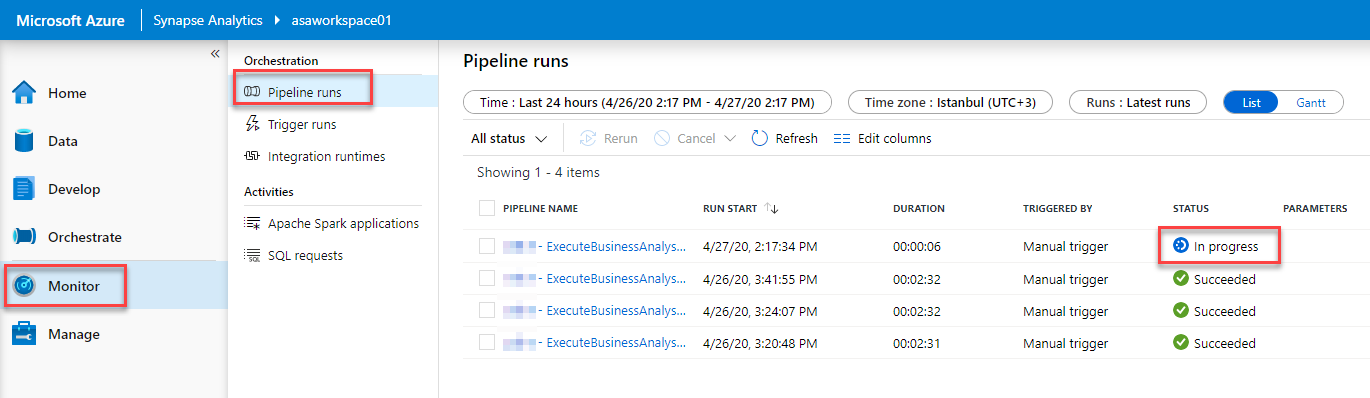 Microsoft Azure Synapse Analytics asaworkspace01
«
Home
Data
Develop
Orchestrate
Monitor
Manage
Orchestration
Pipeline runs
Trigger runs
Integration runtimes
Activities
Apache Spark applications
SQL requests
Pipeline runs
Time : Last 24 hours (4/26/20 2:17 PM - 4/27/20 2:17 PM) Time zone : Istanbul (UTC+3) Runs : Latest runs List Gantt
All status Rerun Cancel Refresh Edit columns
Showing 1 - 4 items
PIPELINE NAME RUN START DURATION TRIGGERED BY STATUS PARAMETERS
- ExecuteBusinessAnalys... 4/27/20, 2:17:34 PM 00:00:06 Manual trigger In progress
- ExecuteBusinessAnalys... 4/26/20, 3:41:55 PM 00:02:32 Manual trigger Succeeded
- ExecuteBusinessAnalys... 4/26/20, 3:24:07 PM 00:02:32 Manual trigger Succeeded
- ExecuteBusinessAnalys... 4/26/20, 3:20:48 PM 00:02:31 Manual trigger Succeeded